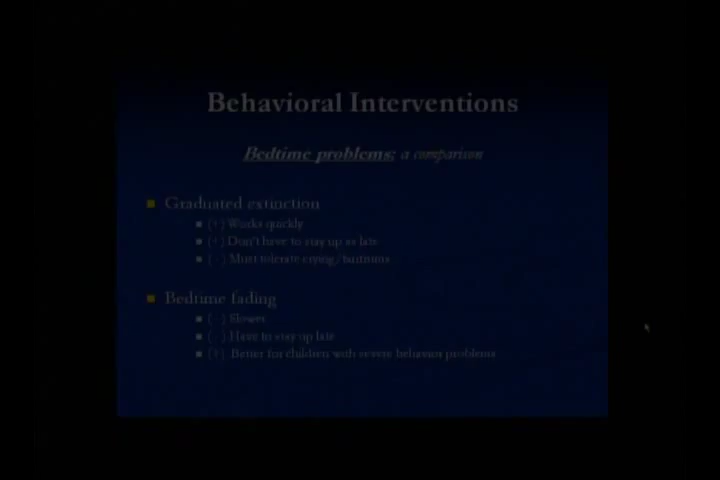 Behavioral Interventions
Bedtime problems: a comparison
Graduated extinction
(+) Works quickly
(+) Don't have to stay up as late
(-) Must tolerate crying/tantrums
Bedtime fading
(-) Slower
(-) Have to stay up late
(+) Better for children with severe behavior problems